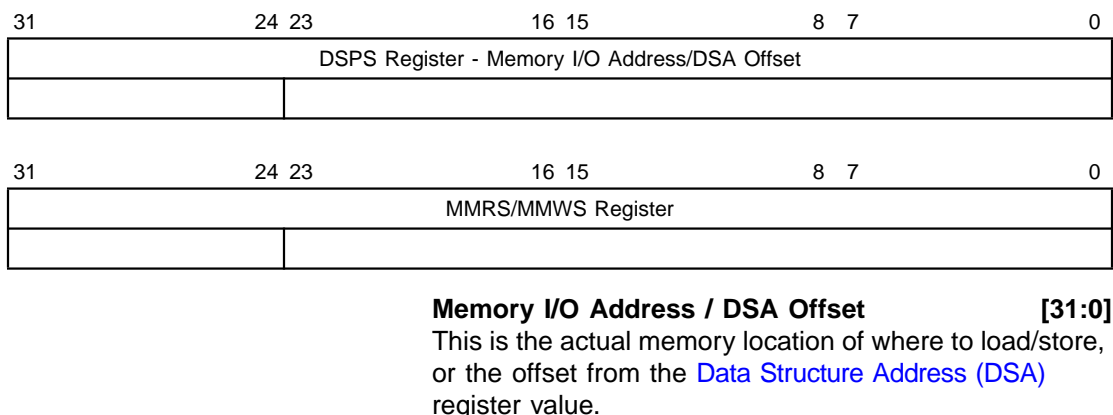 31 24 23 16 15 8 7 0
DSPS Register - Memory I/O Address/DSA Offset
31 24 23 16 15 8 7 0
MMRS/MMWS Register
Memory I/O Address / DSA Offset [31:0]
This is the actual memory location of where to load/store,
or the offset from the Data Structure Address (DSA)
register value.